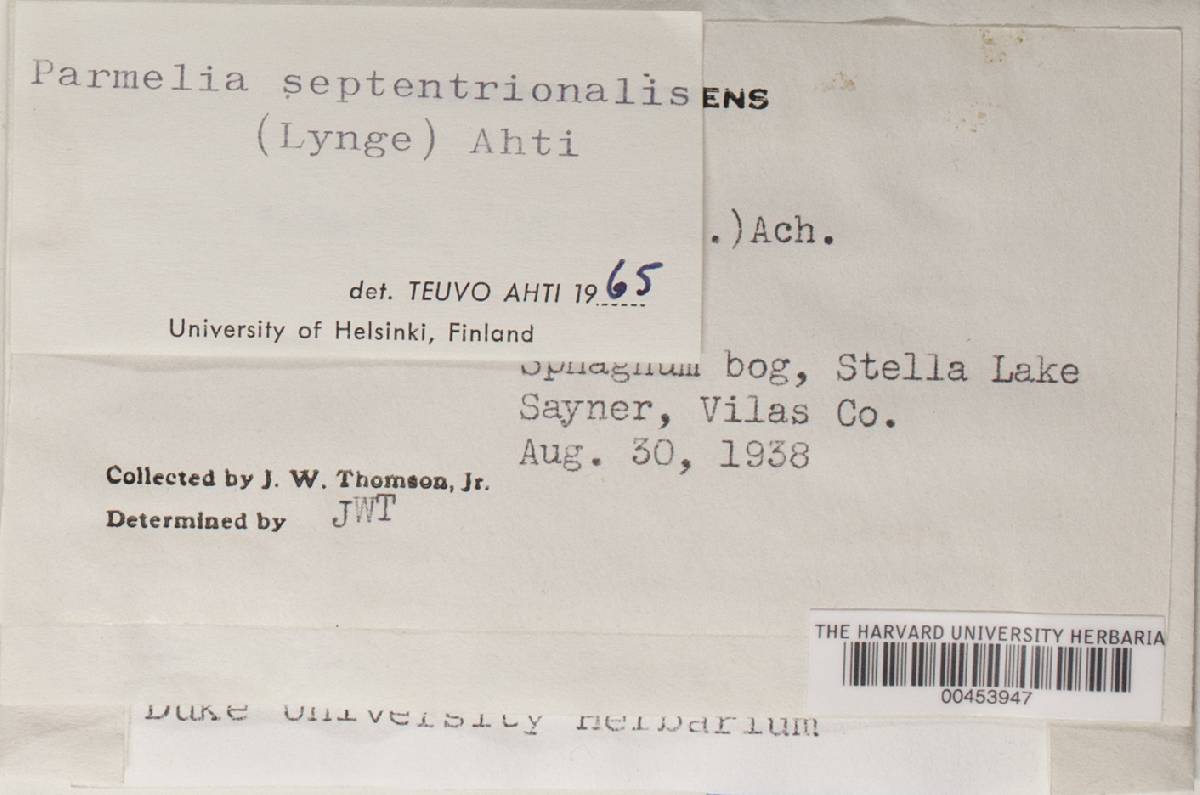 Parmelia septentrionalis
(Lynge) Ahti
det. TEUVO AHTI 1965
University of Helsinki, Finland
ENS
.)Ach.
Sphagnum bog, Stella Lake
Sayner, Vilas Co.
Aug. 30, 1938
Collected by J. W. Thomson, Jr.
Determined by JWT
THE HARVARD UNIVERSITY HERBARIA
00453947
Duke University Herbarium